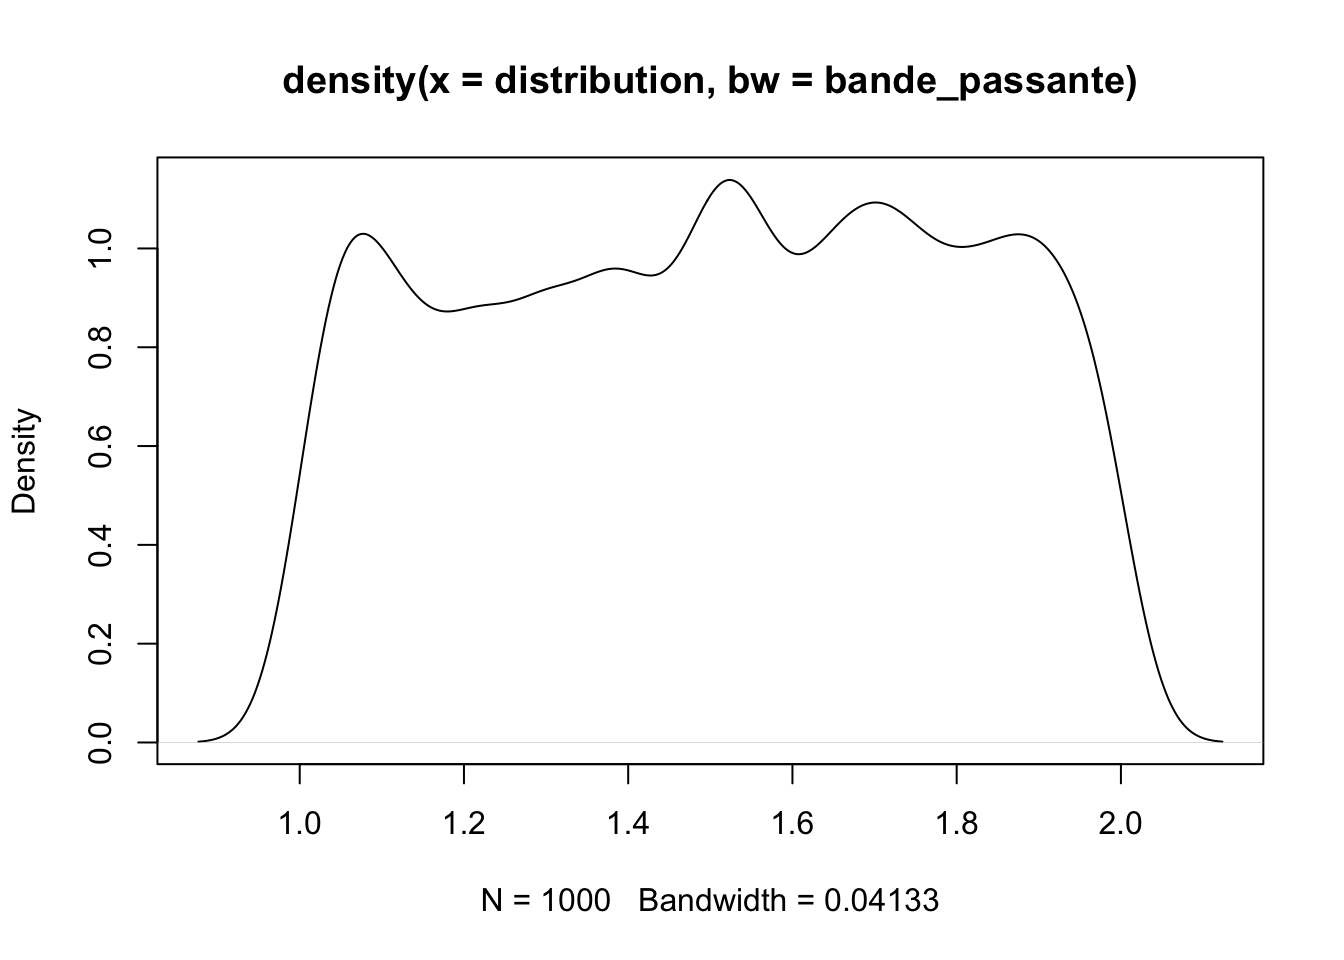 density(x = distribution, bw = bande_passante)
Density
1.0
0.8
0.6
0.4
0.2
0.0
1.0 1.2 1.4 1.6 1.8 2.0
N = 1000 Bandwidth = 0.04133